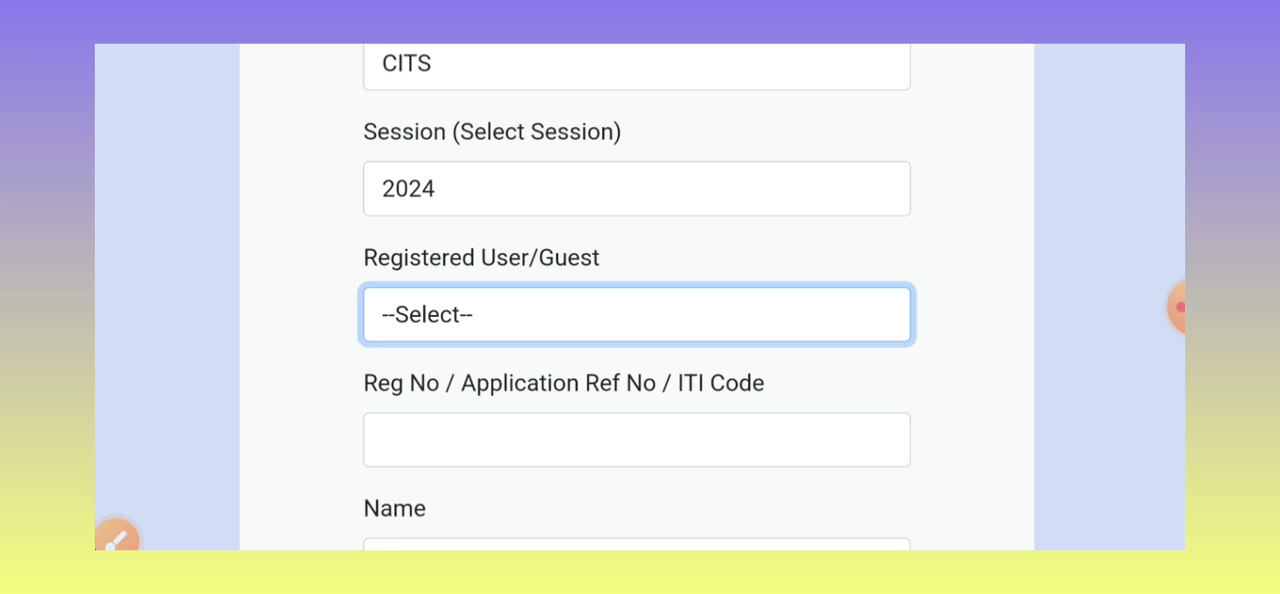 CITS
Session (Select Session)
2024
Registered User/Guest
--Select--
Reg No / Application Ref No / ITI Code
Name